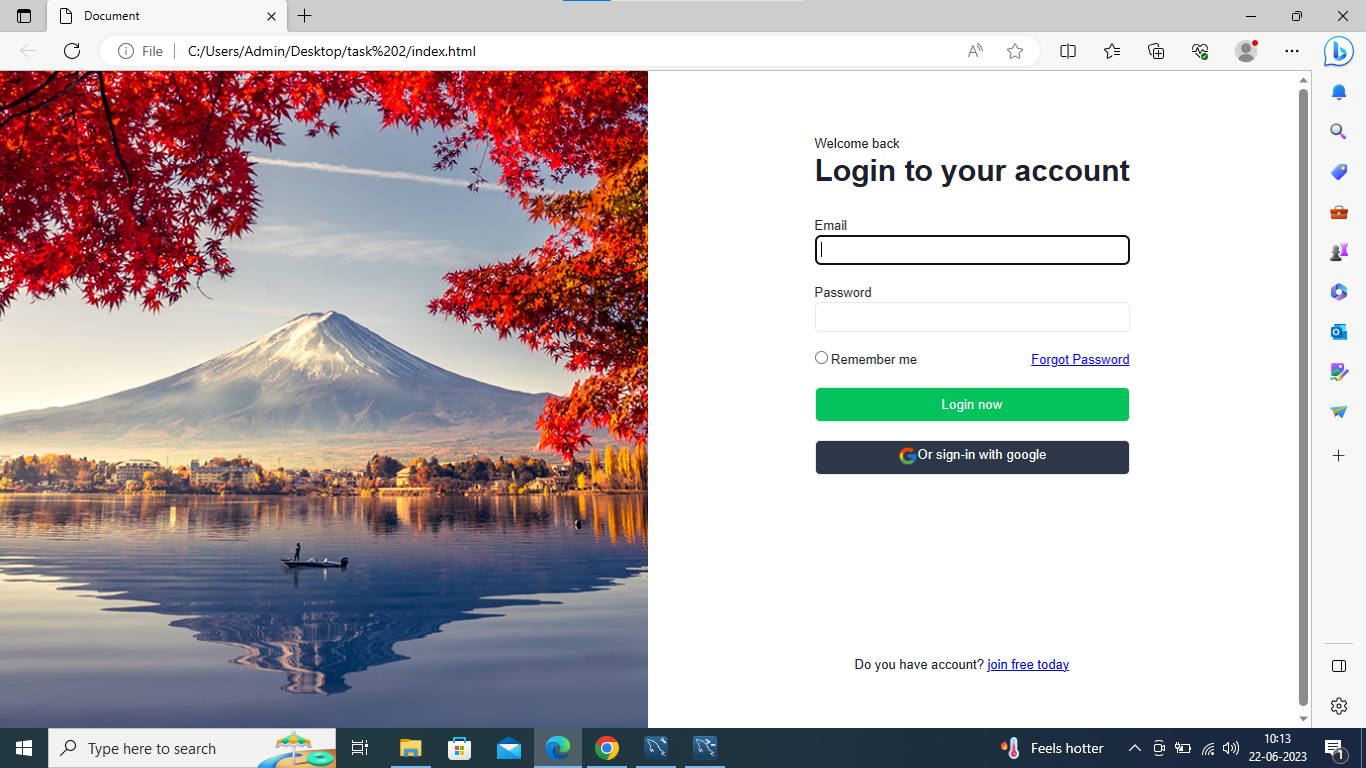 Document
File
C:/Users/Admin/Desktop/task%202/index.html
Welcome back
Login to your account
Email
Password
Remember me Forgot Password
Login now
Or sign-in with google
Do you have account? join free today
Type here to search
Feels hotter
10:13
22-06-2023
1